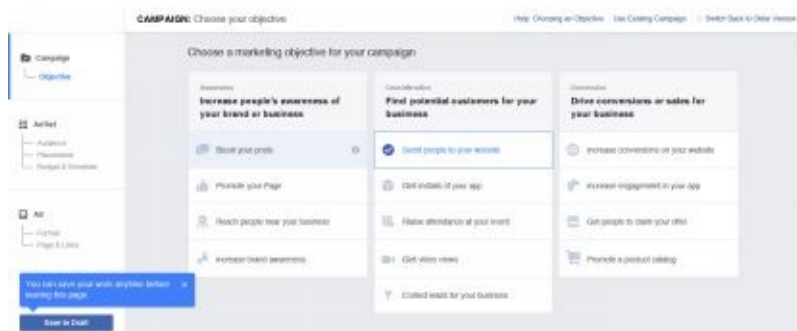 CAMPAIGN: Choose your objective
Help: Choosing an Objective
Use Existing Campaign
Switch Back to Older Version
Campaign
Objective
Ad Set
Audience
Placements
Budget & Schedule
Ad
Format
Page & Links
You can save your work anytime before leaving this page.
Save to Draft
Choose a marketing objective for your campaign
Awareness
Increase people's awareness of
your brand or business
Boost your posts
Promote your Page
Reach people near your business
Increase brand awareness
Consideration
Find potential customers for your
business
Send people to your website
Get installs of your app
Raise attendance at your event
Get video views
Collect leads for your business
Conversion
Drive conversions or sales for
your business
Increase conversions on your website
Increase engagement in your app
Get people to claim your offer
Promote a product catalog